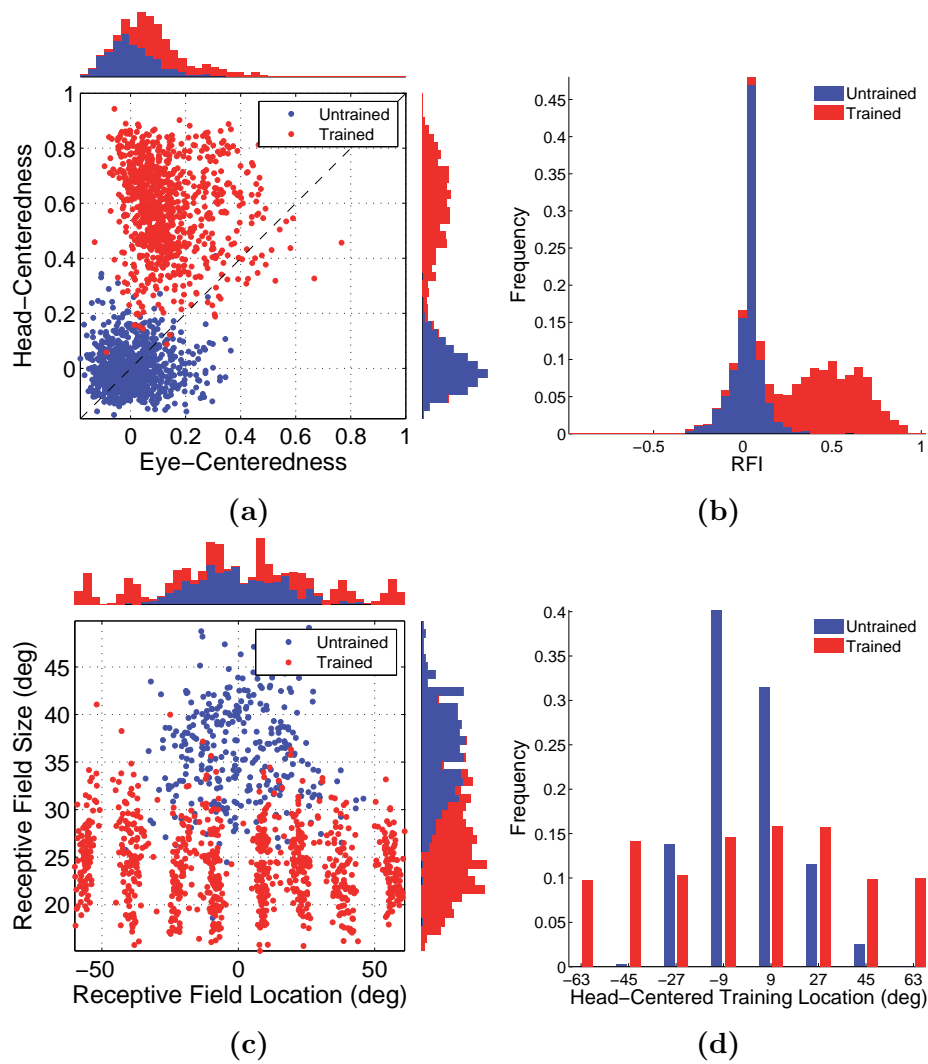 1
0.8
0.6
0.4
0.2
0
Head−Centeredness
0 0.2 0.4 0.6 0.8 1
Eye−Centeredness
Untrained
Trained
(a)
0.45
0.4
0.35
0.3
0.25
0.2
0.15
0.1
0.05
0
Frequency
−0.5 0 0.5 1
RFI
Untrained
Trained
(b)
45
40
35
30
25
20
Receptive Field Size (deg)
−50 0 50
Receptive Field Location (deg)
Untrained
Trained
(c)
0.4
0.35
0.3
0.25
0.2
0.15
0.1
0.05
0
Frequency
−63 −45 −27 −9 9 27 45 63
Head−Centered Training Location (deg)
Untrained
Trained
(d)